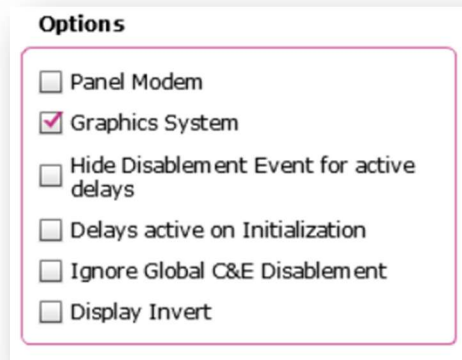 Options
Panel Modem
Graphics System
Hide Disablement Event for active
delays
Delays active on Initialization
Ignore Global C&E Disablement
Display Invert